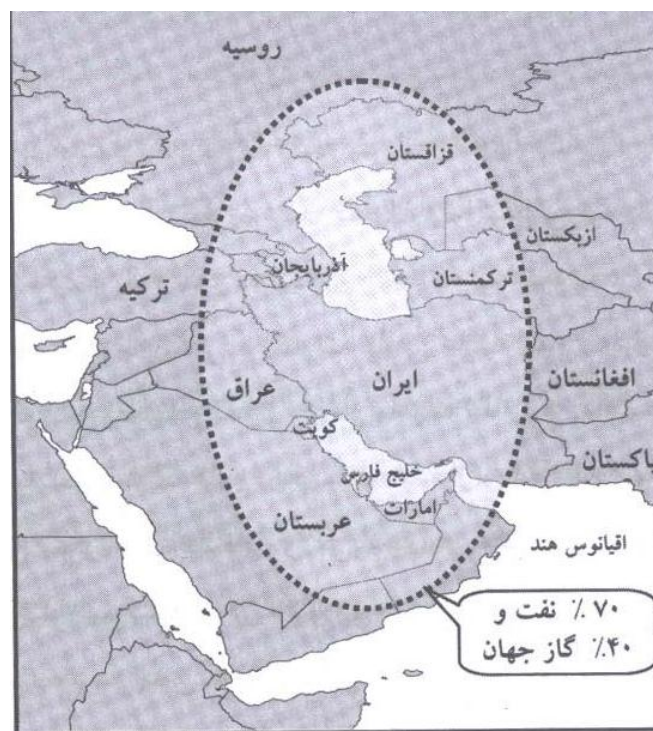 روسیه
قزاقستان
ازبکستان
آذربایجان
ترکمنستان
ترکیه
ایران
افغانستان
عراق
کویت
پاکستان
خلیج فارس
امارات
عربستان
اقیانوس هند
۷۰٪ نفت و
۴۰٪ گاز جهان